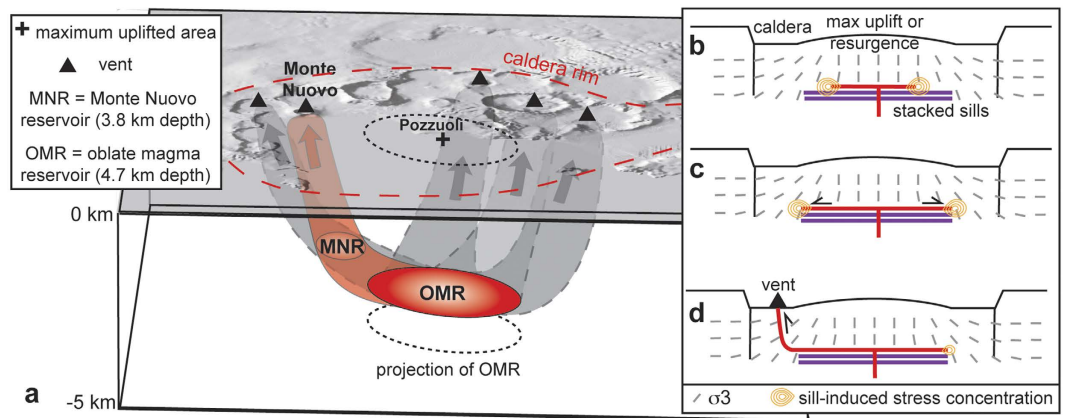 + maximum uplifted area
vent
MNR = Monte Nuovo
reservoir (3.8 km depth)
OMR = oblate magma
reservoir (4.7 km depth)
Monte
Nuovo
caldera rim
Pozzuoli
+
0 km
MNR
OMR
projection of OMR
a
-5 km
b
caldera
max uplift or
resurgence
stacked sills
c
d
vent
σ3
sill-induced stress concentration